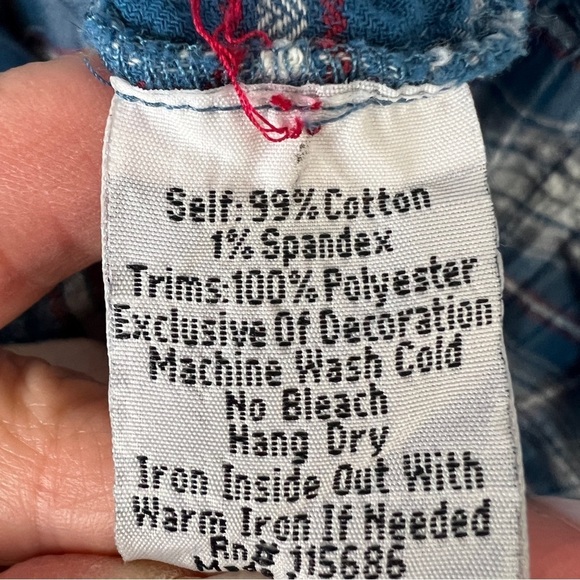 Self: 99% Cotton
1% Spandex
Trims:100% Polyester
Exclusive Of Decoration
Machine Wash Cold
No Bleach
Hang Dry
Iron Inside Out With
Warm Iron If Needed
Rn# 115686
Made